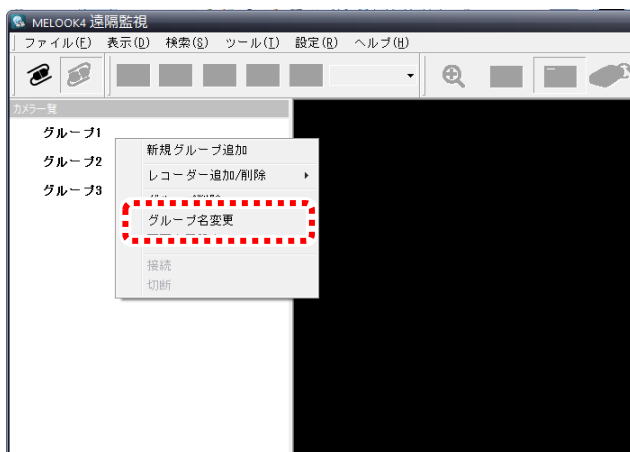 MELOOK4 遠隔監視
ファイル(F) 表示(D) 検索(S) ツール(I) 設定(R) ヘルプ(H)
カメラ一覧
グループ1
グループ2
グループ3
新規グループ追加
レコーダー追加/削除
グループ名変更
接続
切断